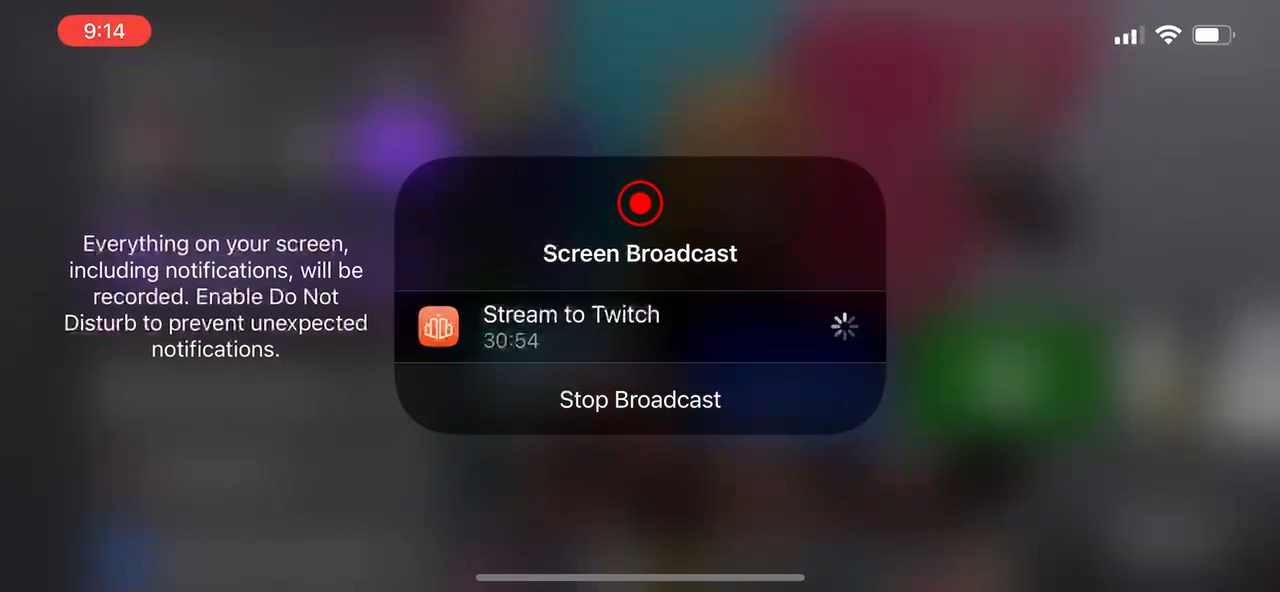 9:14
Everything on your screen,
including notifications, will be
recorded. Enable Do Not
Disturb to prevent unexpected
notifications.
Screen Broadcast
Stream to Twitch
30:54
Stop Broadcast